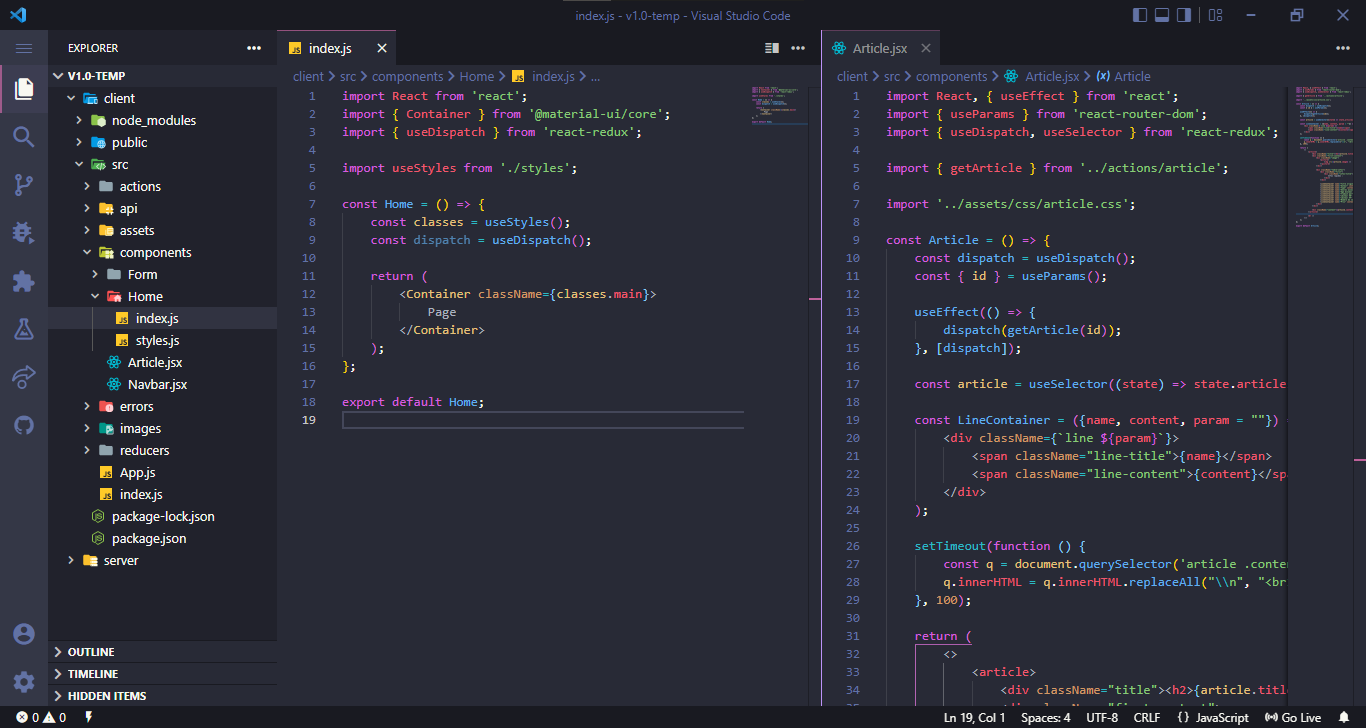 index.js - v1.0-temp - Visual Studio Code
EXPLORER
V1.0-TEMP
client
node_modules
public
src
actions
api
assets
components
Form
Home
index.js
styles.js
Article.jsx
Navbar.jsx
errors
images
reducers
App.js
index.js
package-lock.json
package.json
server
OUTLINE
TIMELINE
HIDDEN ITEMS
index.js
client > src > components > Home > index.js > ...
1 import React from 'react';
2 import { Container } from '@material-ui/core';
3 import { useDispatch } from 'react-redux';
4
5 import useStyles from './styles';
6
7 const Home = () => {
8 const classes = useStyles();
9 const dispatch = useDispatch();
10
11 return (
12 <Container className={classes.main}>
13 Page
14 </Container>
15 );
16 };
17
18 export default Home;
19
Article.jsx
client > src > components > Article.jsx > Article
1 import React, { useEffect } from 'react';
2 import { useParams } from 'react-router-dom';
3 import { useDispatch, useSelector } from 'react-redux';
4
5 import { getArticle } from '../actions/article';
6
7 import '../assets/css/article.css';
8
9 const Article = () => {
10 const dispatch = useDispatch();
11 const { id } = useParams();
12
13 useEffect(() => {
14 dispatch(getArticle(id));
15 }, [dispatch]);
16
17 const article = useSelector((state) => state.article
18
19 const LineContainer = ({name, content, param = ""})
20 <div className={`line ${param}`}>
21 <span className="line-title">{name}</span>
22 <span className="line-content">{content}</sp
23 </div>
24 );
25
26 setTimeout(function () {
27 const q = document.querySelector('article .conte
28 q.innerHTML = q.innerHTML.replaceAll("\\n", "<br
29 }, 100);
30
31 return (
32 <>
33 <article>
34 <div className="title"><h2>{article.titl
0 0
Ln 19, Col 1 Spaces: 4 UTF-8 CRLF {} JavaScript Go Live